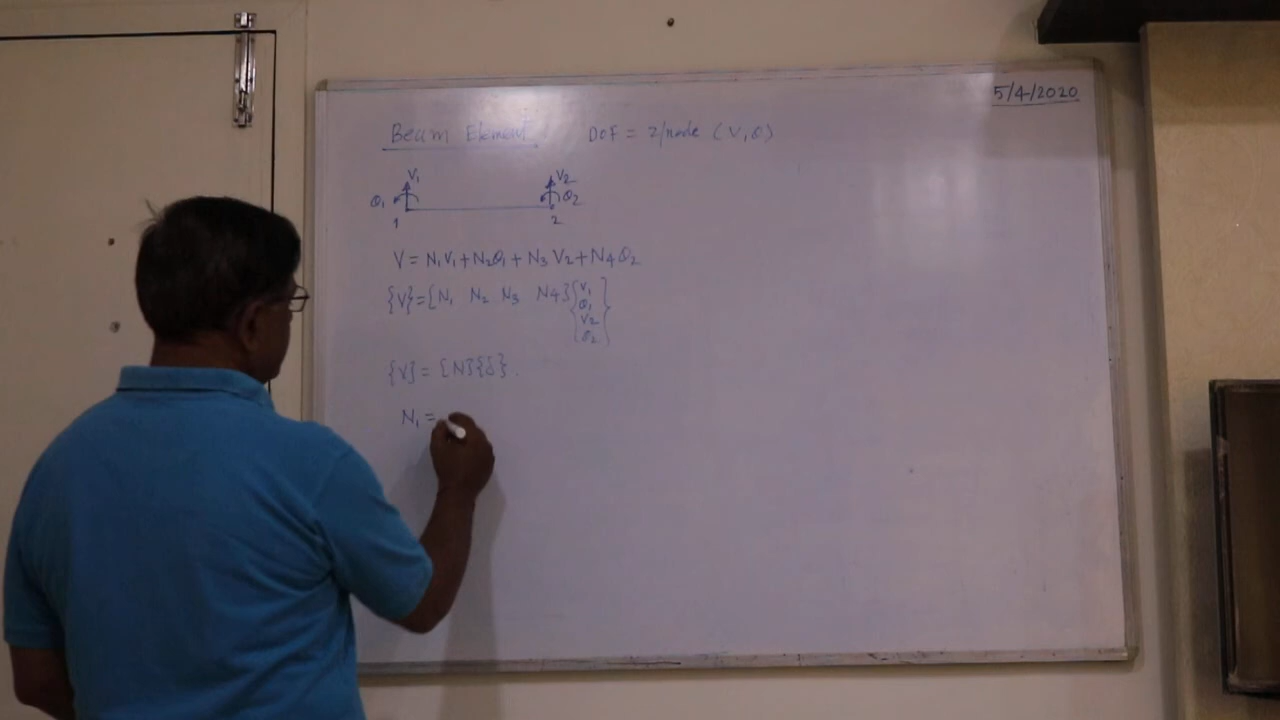 5/4/2020
Beam Element DOF = 2/node (V,θ)
V₁ V₂
θ₁ θ₂
1 2
V = N₁V₁ + N₂θ₁ + N₃V₂ + N₄θ₂
{V} = [N₁ N₂ N₃ N₄] {V₁
θ₁
V₂
θ₂}
{V} = [N]{δ}.
N₁ =